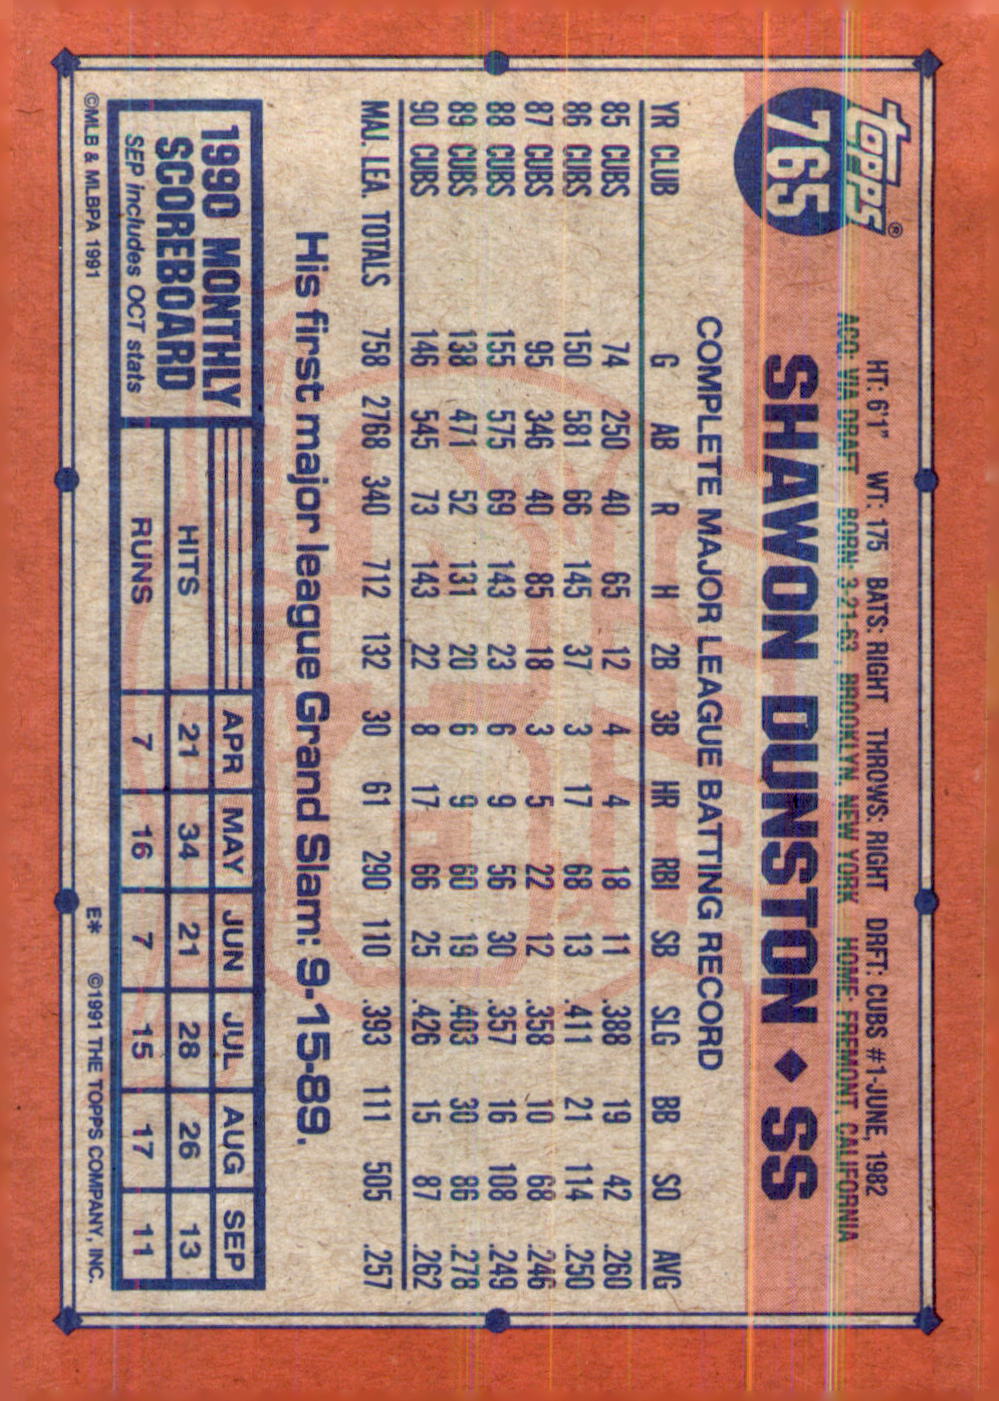 topps®
765
HT: 6'1" WT: 175 BATS: RIGHT THROWS: RIGHT DRFT: CUBS #1-JUNE, 1982
ACQ: VIA DRAFT BORN: 3-21-63, BROOKLYN, NEW YORK HOME: FREMONT, CALIFORNIA
SHAWON DUNSTON ◆ SS
COMPLETE MAJOR LEAGUE BATTING RECORD
YR CLUB G AB R H 2B 3B HR RBI SB SLG BB SO AVG
85 CUBS 74 250 40 65 12 4 4 18 11 .388 19 42 .260
86 CUBS 150 581 66 145 37 3 17 68 13 .411 21 114 .250
87 CUBS 95 346 40 85 18 3 5 22 12 .358 10 68 .246
88 CUBS 155 575 69 143 23 6 9 56 30 .357 16 108 .249
89 CUBS 138 471 52 131 20 6 9 60 19 .403 30 86 .278
90 CUBS 146 545 73 143 22 8 17 66 25 .426 15 87 .262
MAJ. LEA. TOTALS 758 2768 340 712 132 30 61 290 110 .393 111 505 .257
His first major league Grand Slam: 9-15-89.
1990 MONTHLY
SCOREBOARD
SEP includes OCT stats
APR MAY JUN JUL AUG SEP
HITS 21 34 21 28 26 13
RUNS 7 16 7 15 17 11
©MLB & MLBPA 1991 E* ©1991 THE TOPPS COMPANY, INC.